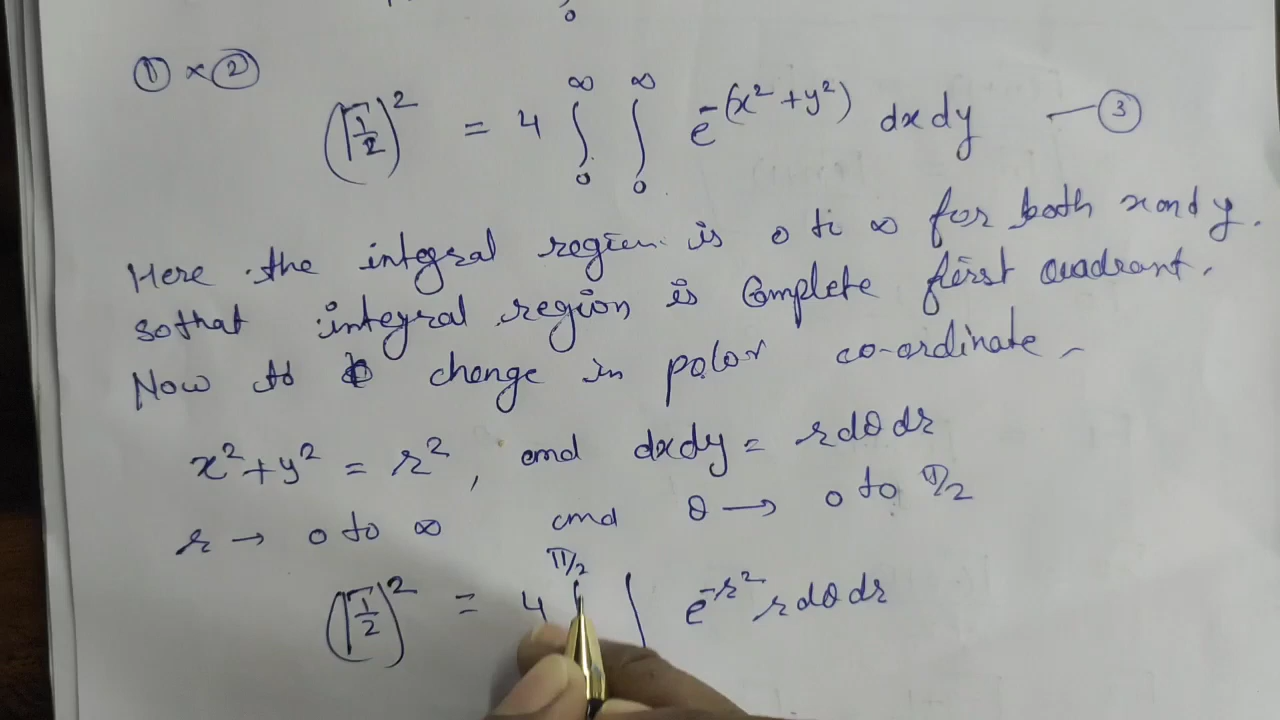 0
① × ②
(Γ1/2)² = 4 ∫₀^∞ ∫₀^∞ e^-(x²+y²) dx dy — ③
Here the integral region is 0 to ∞ for both x and y.
so that integral region is Complete first quadrant.
Now to change in polar co-ordinate -
x²+y² = r², and dxdy = r dθ dr
r → 0 to ∞ and θ → 0 to π/2
(Γ1/2)² = 4 ∫^π/2 ∫ e^-r² r dθ dr